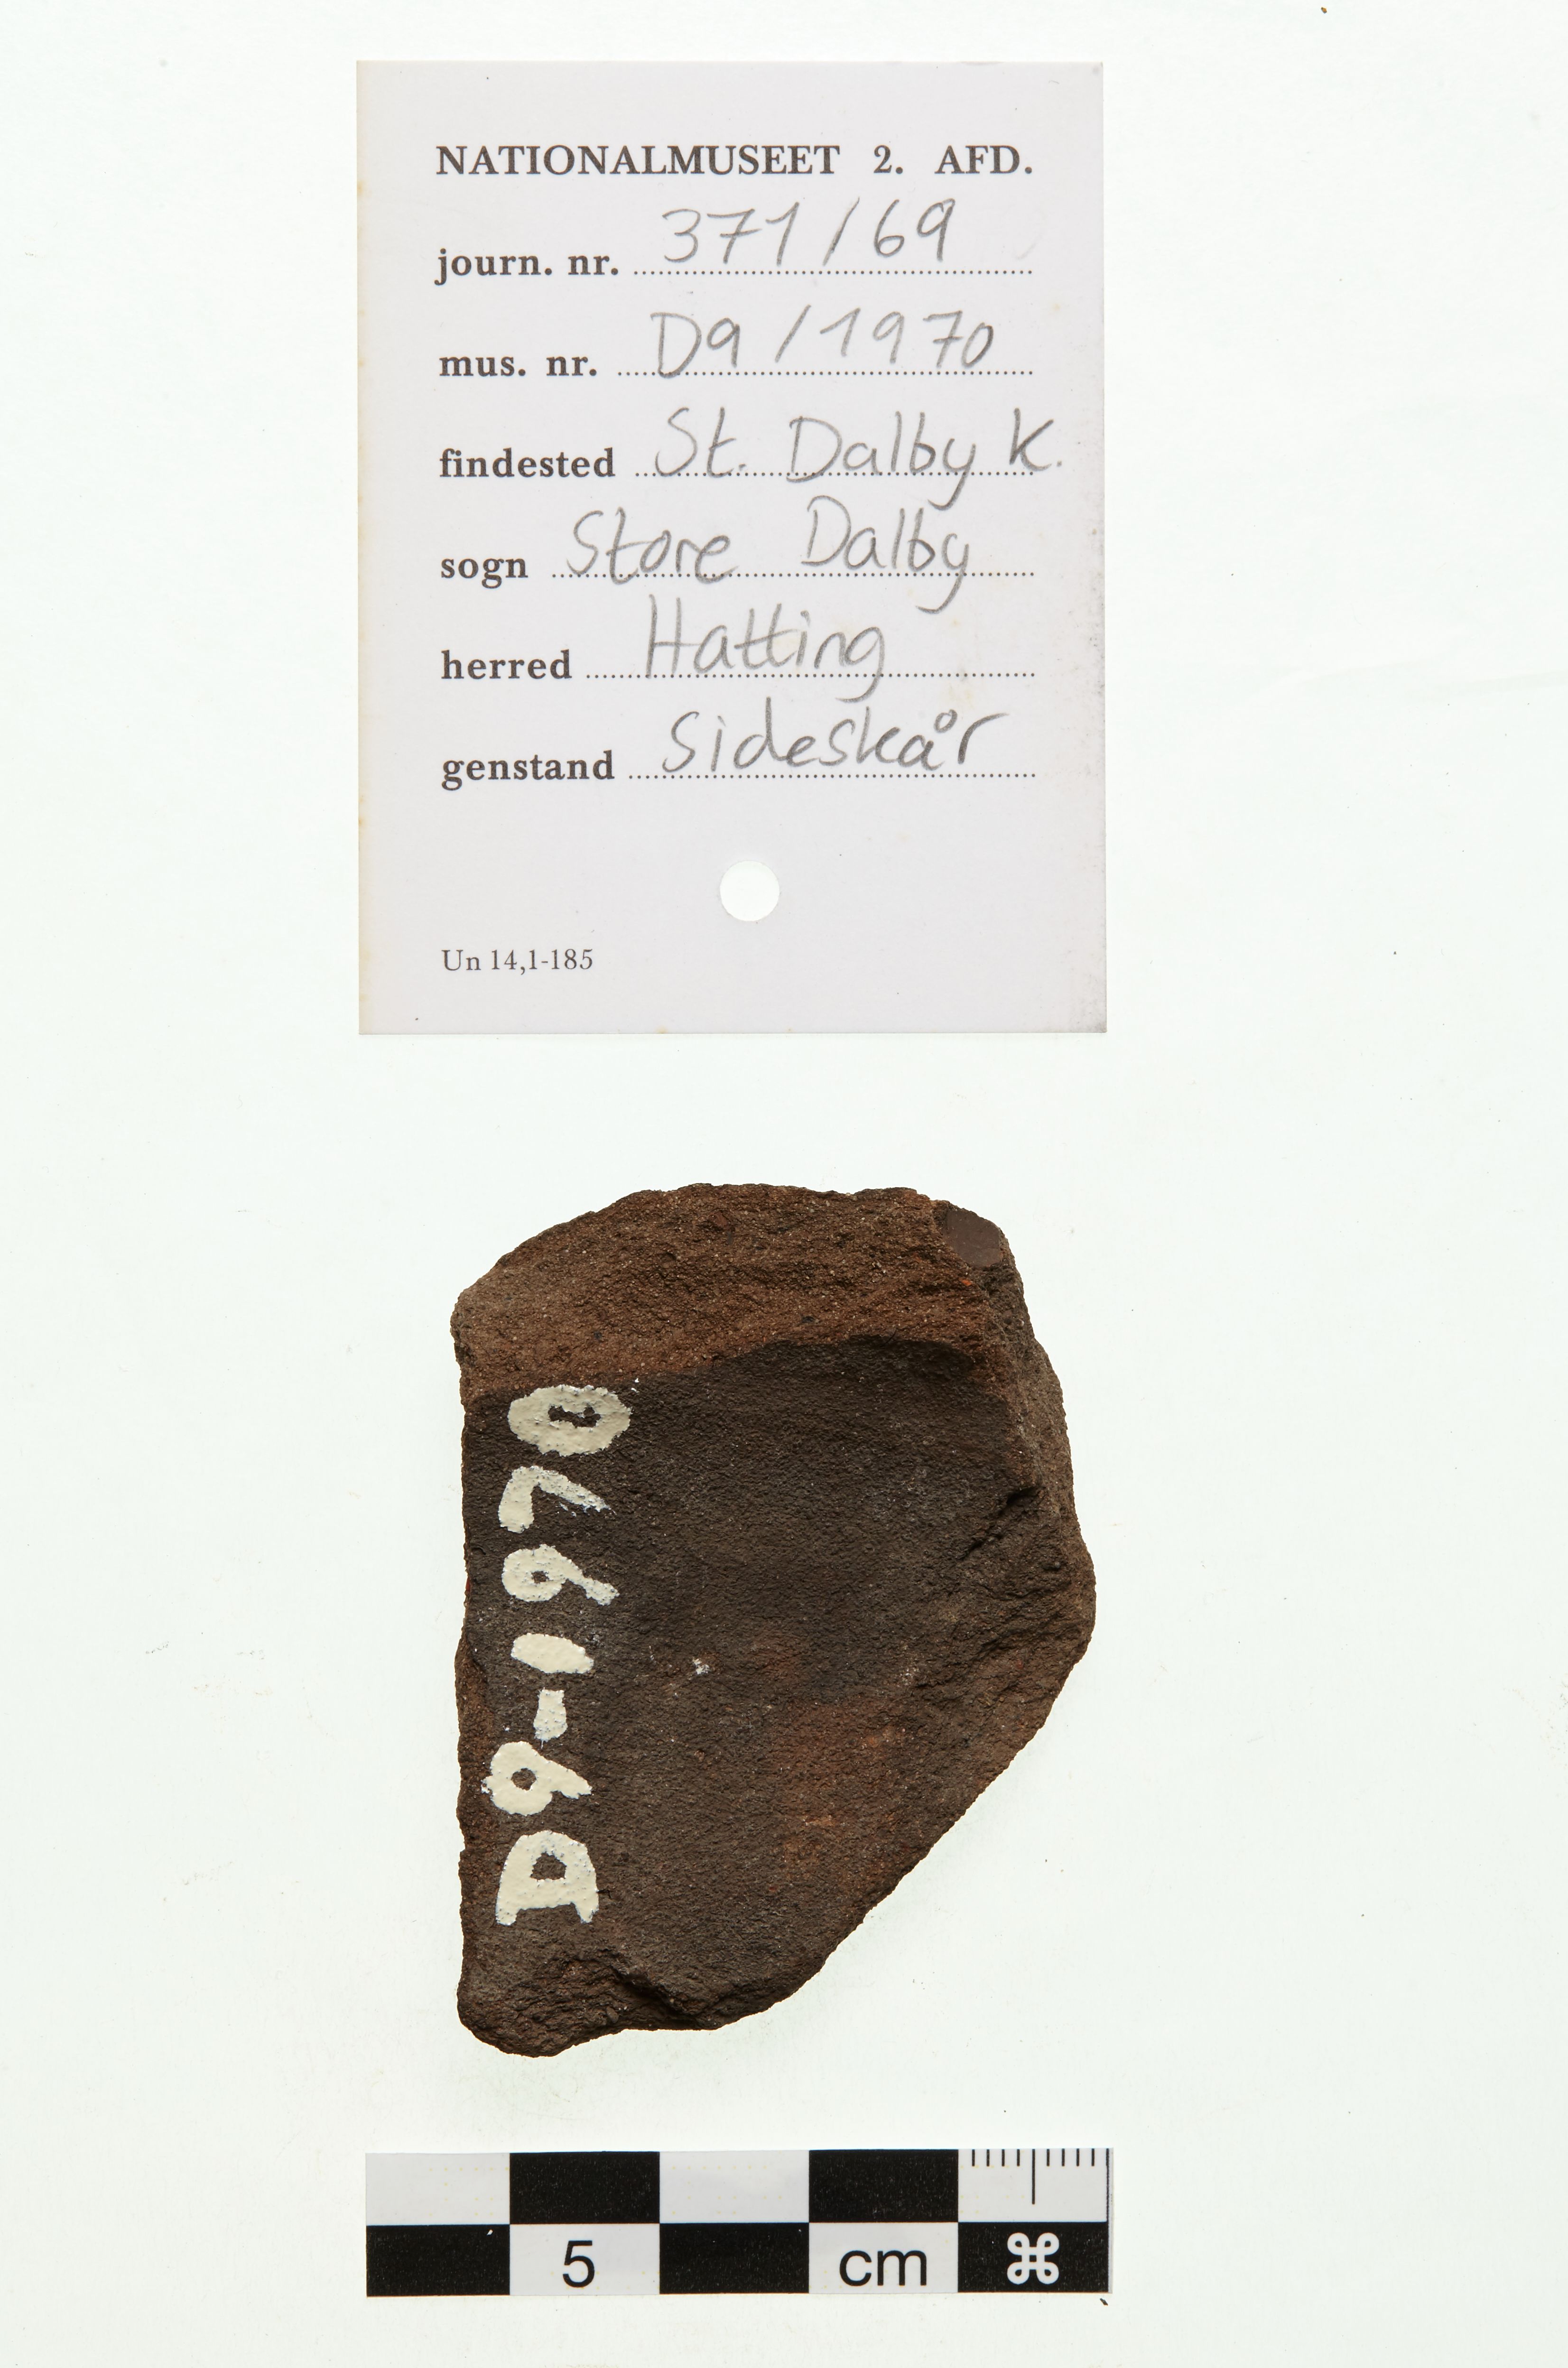 NATIONALMUSEET 2. AFD.
journ. nr. 371/69
mus. nr. D9/1970
findested St. Dalby K.
sogn Store Dalby
herred Hatting
genstand Sideskår
Un 14,1-185
D9-1970
5 cm